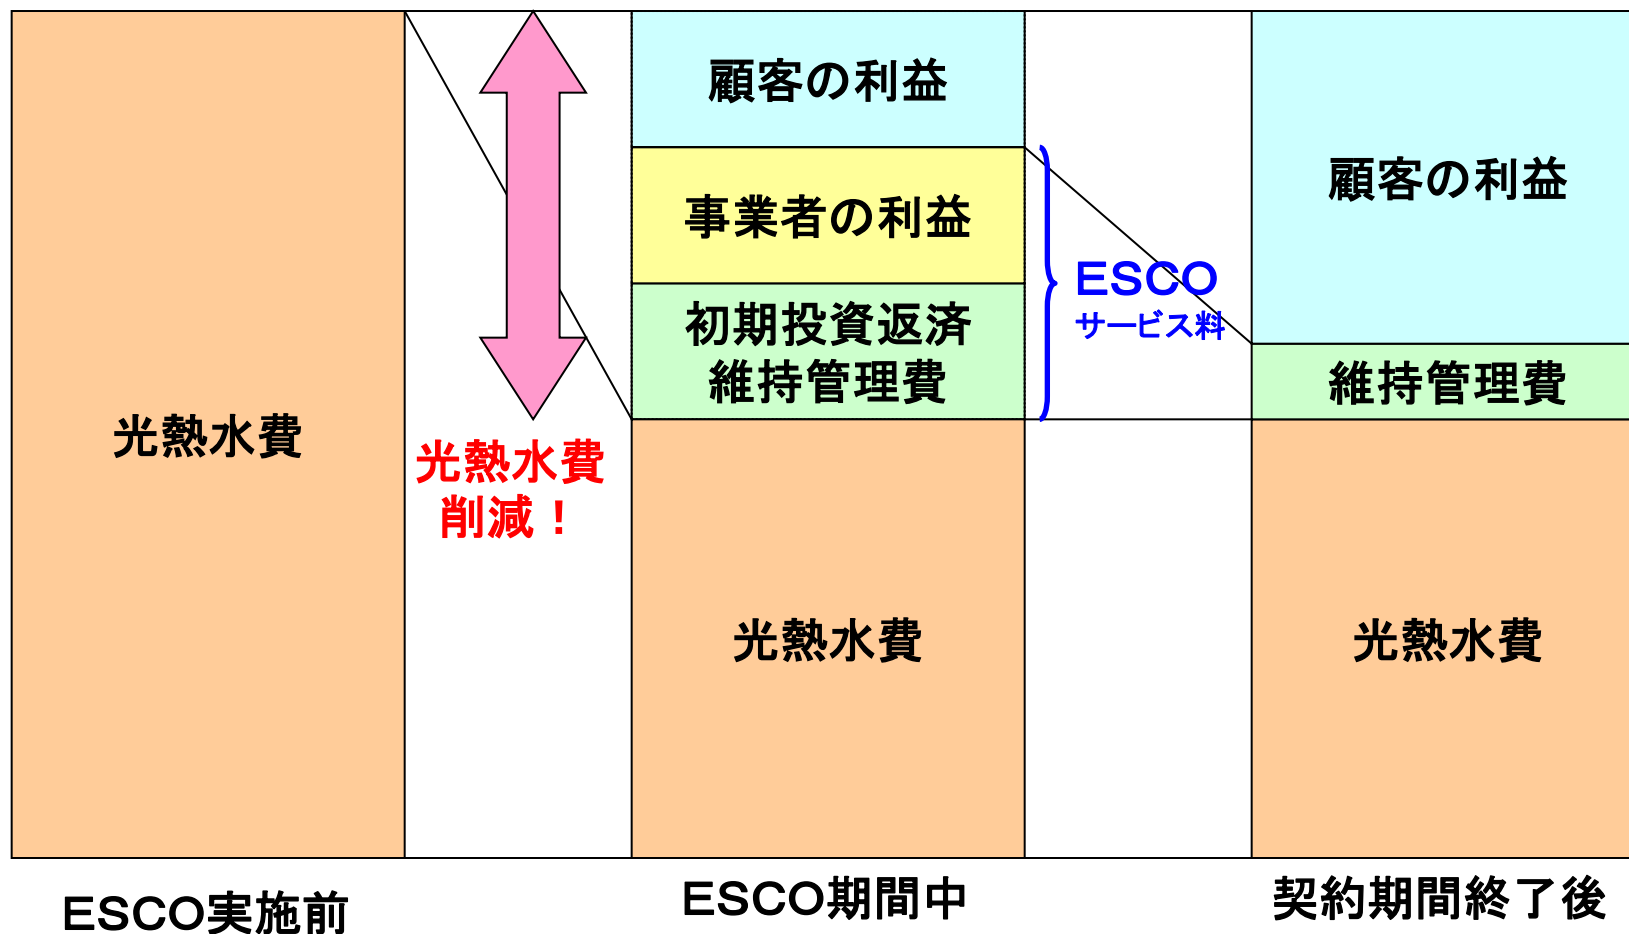 光熱水費
光熱水費
削減！
顧客の利益
事業者の利益
初期投資返済
維持管理費
光熱水費
ＥＳＣＯ
サービス料
顧客の利益
維持管理費
光熱水費
ＥＳＣＯ実施前
ＥＳＣＯ期間中
契約期間終了後